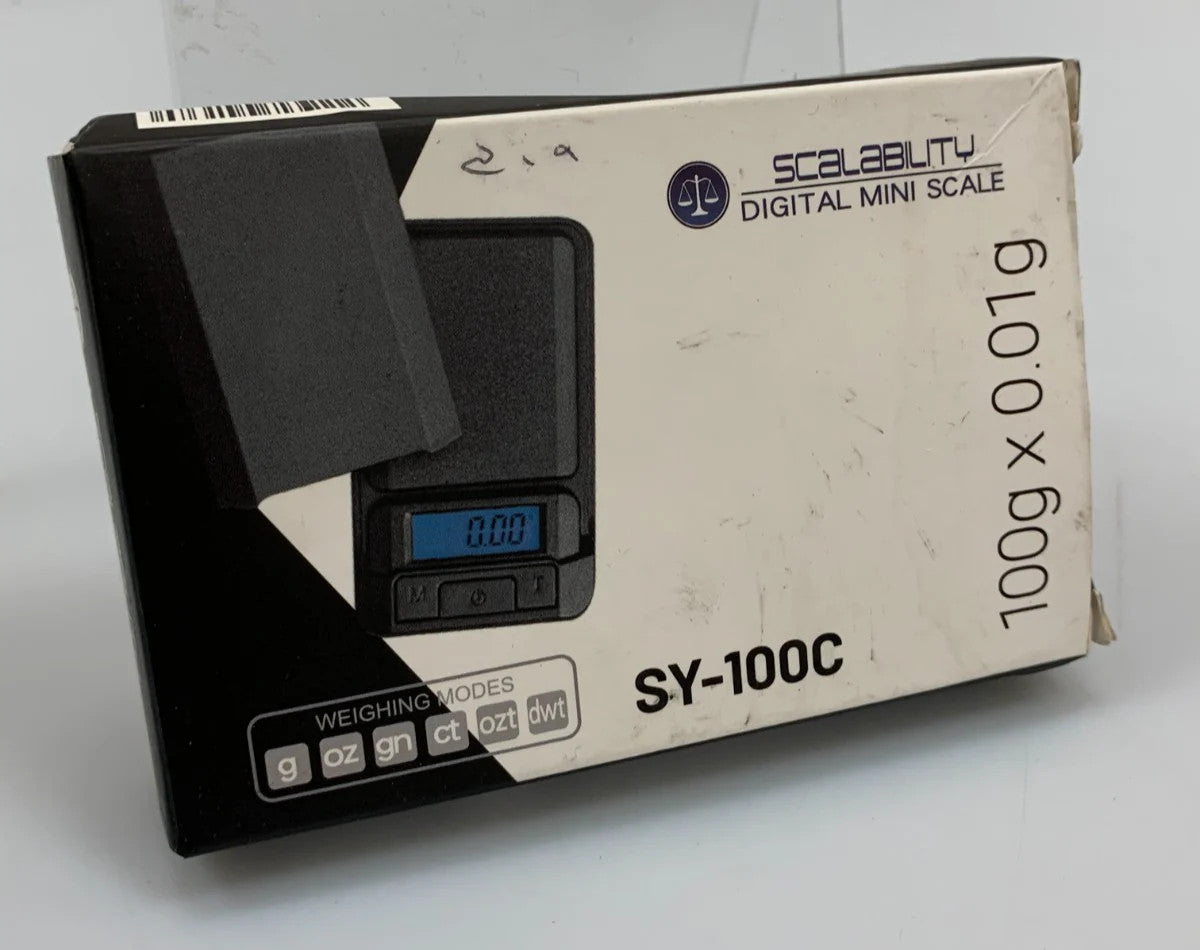 SCALABILITY
DIGITAL MINI SCALE
100g x 0.01g
0.00
M T
SY-100C
WEIGHING MODES
g oz gn ct ozt dwt